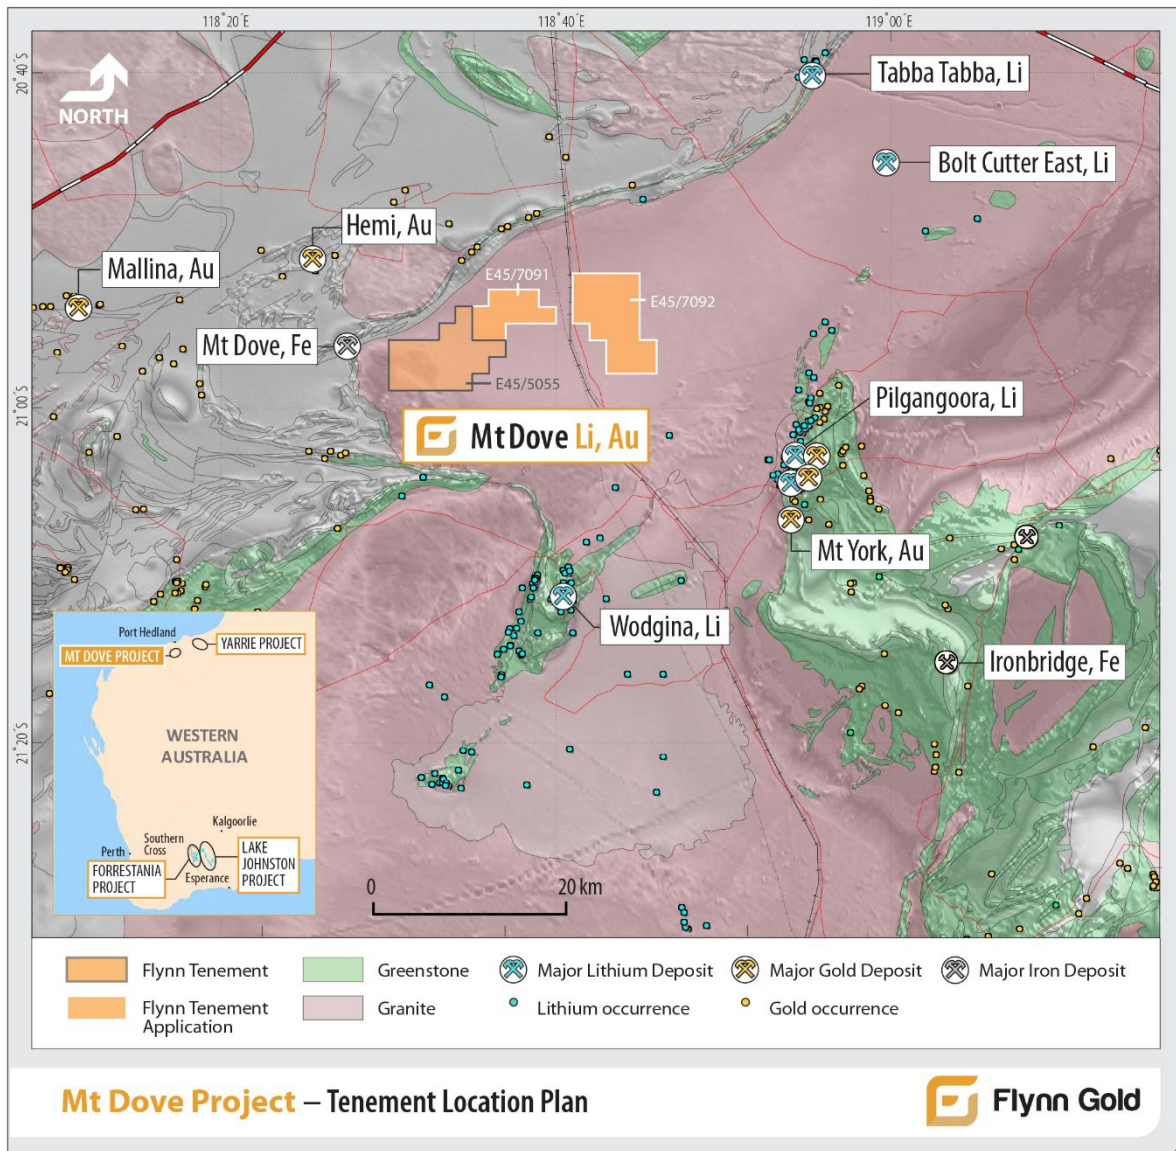 118°20´E
118°40´E
119°00´E
20°40´S
21°00´S
21°20´S
NORTH
Tabba Tabba, Li
Bolt Cutter East, Li
Hemi, Au
Mallina, Au
E45/7091
E45/7092
Mt Dove, Fe
E45/5055
Pilgangoora, Li
Mt Dove Li, Au
Mt York, Au
Wodgina, Li
Ironbridge, Fe
Port Hedland
YARRIE PROJECT
MT DOVE PROJECT
WESTERN
AUSTRALIA
Kalgoorlie
Southern
Cross
Perth
LAKE
JOHNSTON
PROJECT
FORRESTANIA
PROJECT
Esperance
0 20 km
Flynn Tenement
Greenstone
Major Lithium Deposit
Major Gold Deposit
Major Iron Deposit
Flynn Tenement
Application
Granite
Lithium occurrence
Gold occurrence
Mt Dove Project – Tenement Location Plan
Flynn Gold